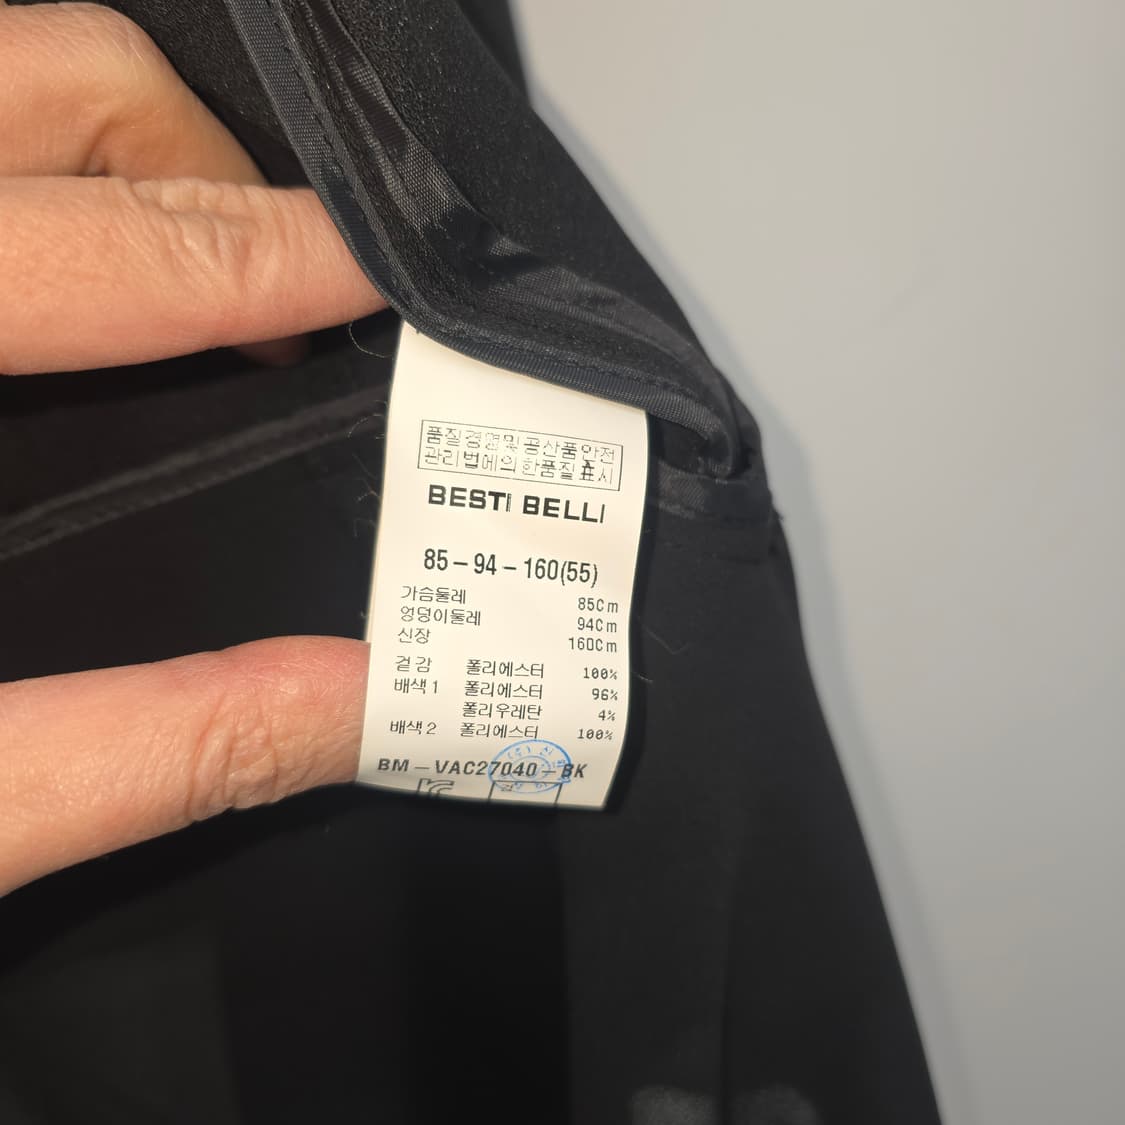 품질경영및공산품안전
관리법에의한품질표시
BESTI BELLI
85-94-160(55)
가슴둘레 85Cm
엉덩이둘레 94Cm
신장 160Cm
겉감 폴리에스터 100%
배색1 폴리에스터 96%
폴리우레탄 4%
배색2 폴리에스터 100%
BM-VAC27040-BK